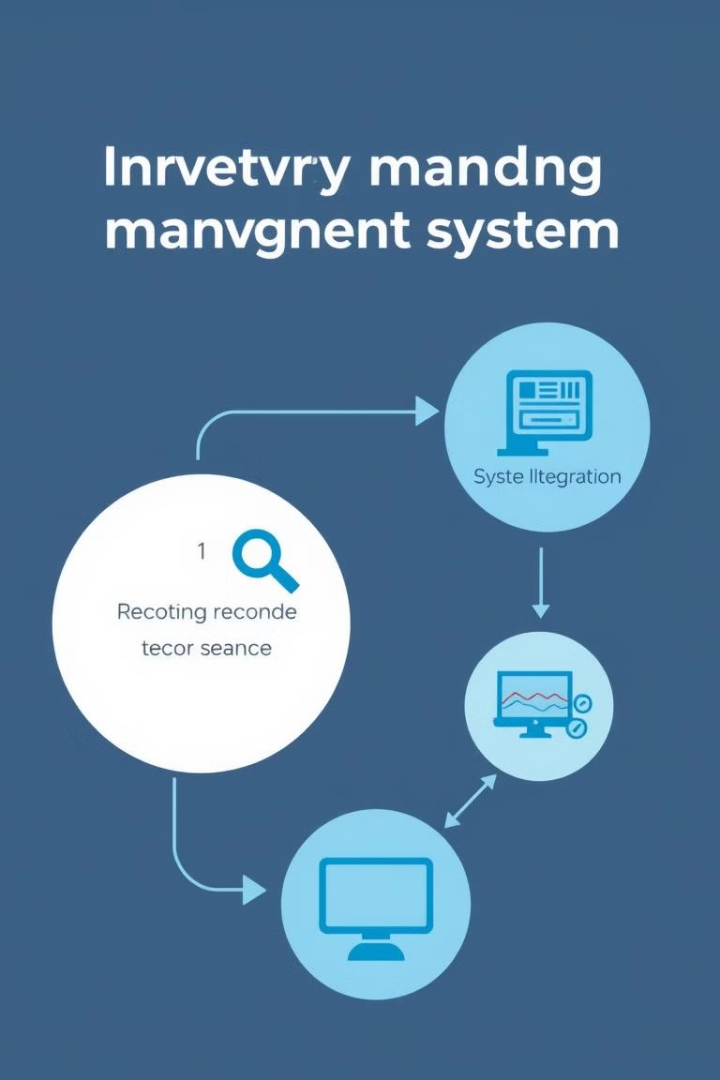 Inrvetvry mandng
manvgnent system
Syste Iltegration
1
Recoting reconde
tecor seance